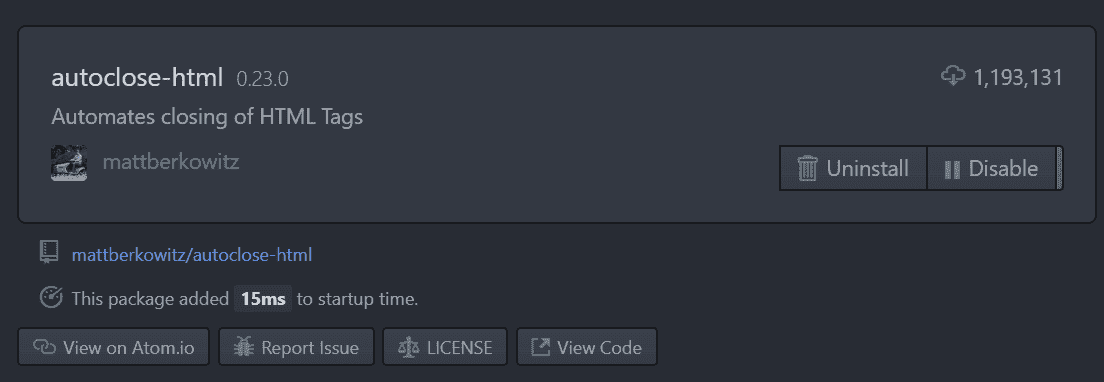 autoclose-html 0.23.0 1,193,131
Automates closing of HTML Tags
mattberkowitz Uninstall Disable
mattberkowitz/autoclose-html
This package added 15ms to startup time.
View on Atom.io Report Issue LICENSE View Code